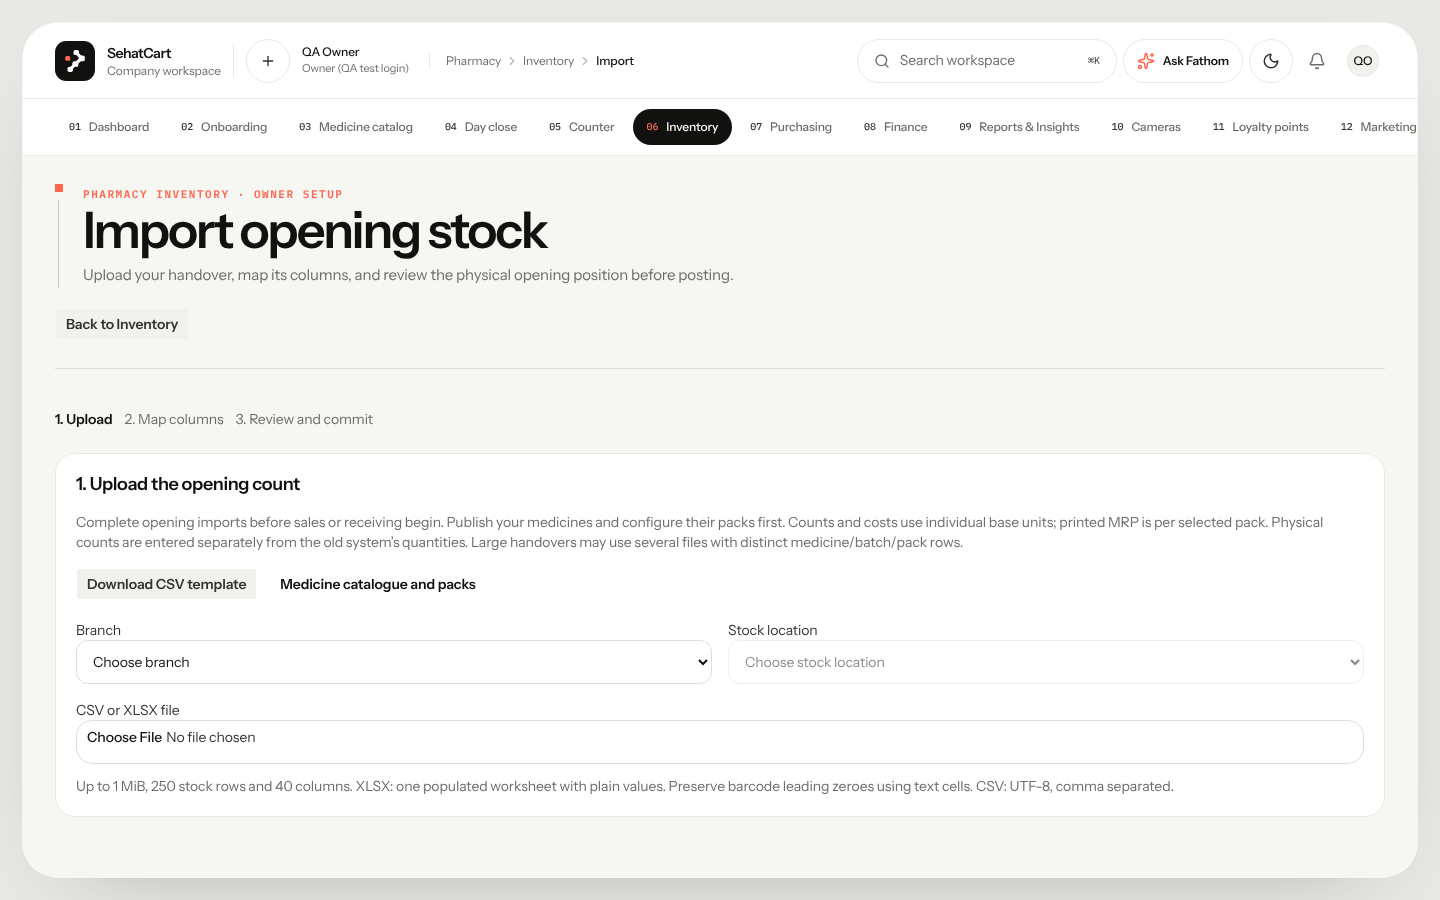 SehatCart
Company workspace
QA Owner
Owner (QA test login)
Pharmacy
Inventory
Import
Search workspace
⌘K
Ask Fathom
QO
01 Dashboard
02 Onboarding
03 Medicine catalog
04 Day close
05 Counter
06 Inventory
07 Purchasing
08 Finance
09 Reports & Insights
10 Cameras
11 Loyalty points
12 Marketing
PHARMACY INVENTORY · OWNER SETUP
Import opening stock
Upload your handover, map its columns, and review the physical opening position before posting.
Back to Inventory
1. Upload 2. Map columns 3. Review and commit
1. Upload the opening count
Complete opening imports before sales or receiving begin. Publish your medicines and configure their packs first. Counts and costs use individual base units; printed MRP is per selected pack. Physical
counts are entered separately from the old system's quantities. Large handovers may use several files with distinct medicine/batch/pack rows.
Download CSV template
Medicine catalogue and packs
Branch
Choose branch
Stock location
Choose stock location
CSV or XLSX file
Choose File No file chosen
Up to 1 MiB, 250 stock rows and 40 columns. XLSX: one populated worksheet with plain values. Preserve barcode leading zeroes using text cells. CSV: UTF-8, comma separated.